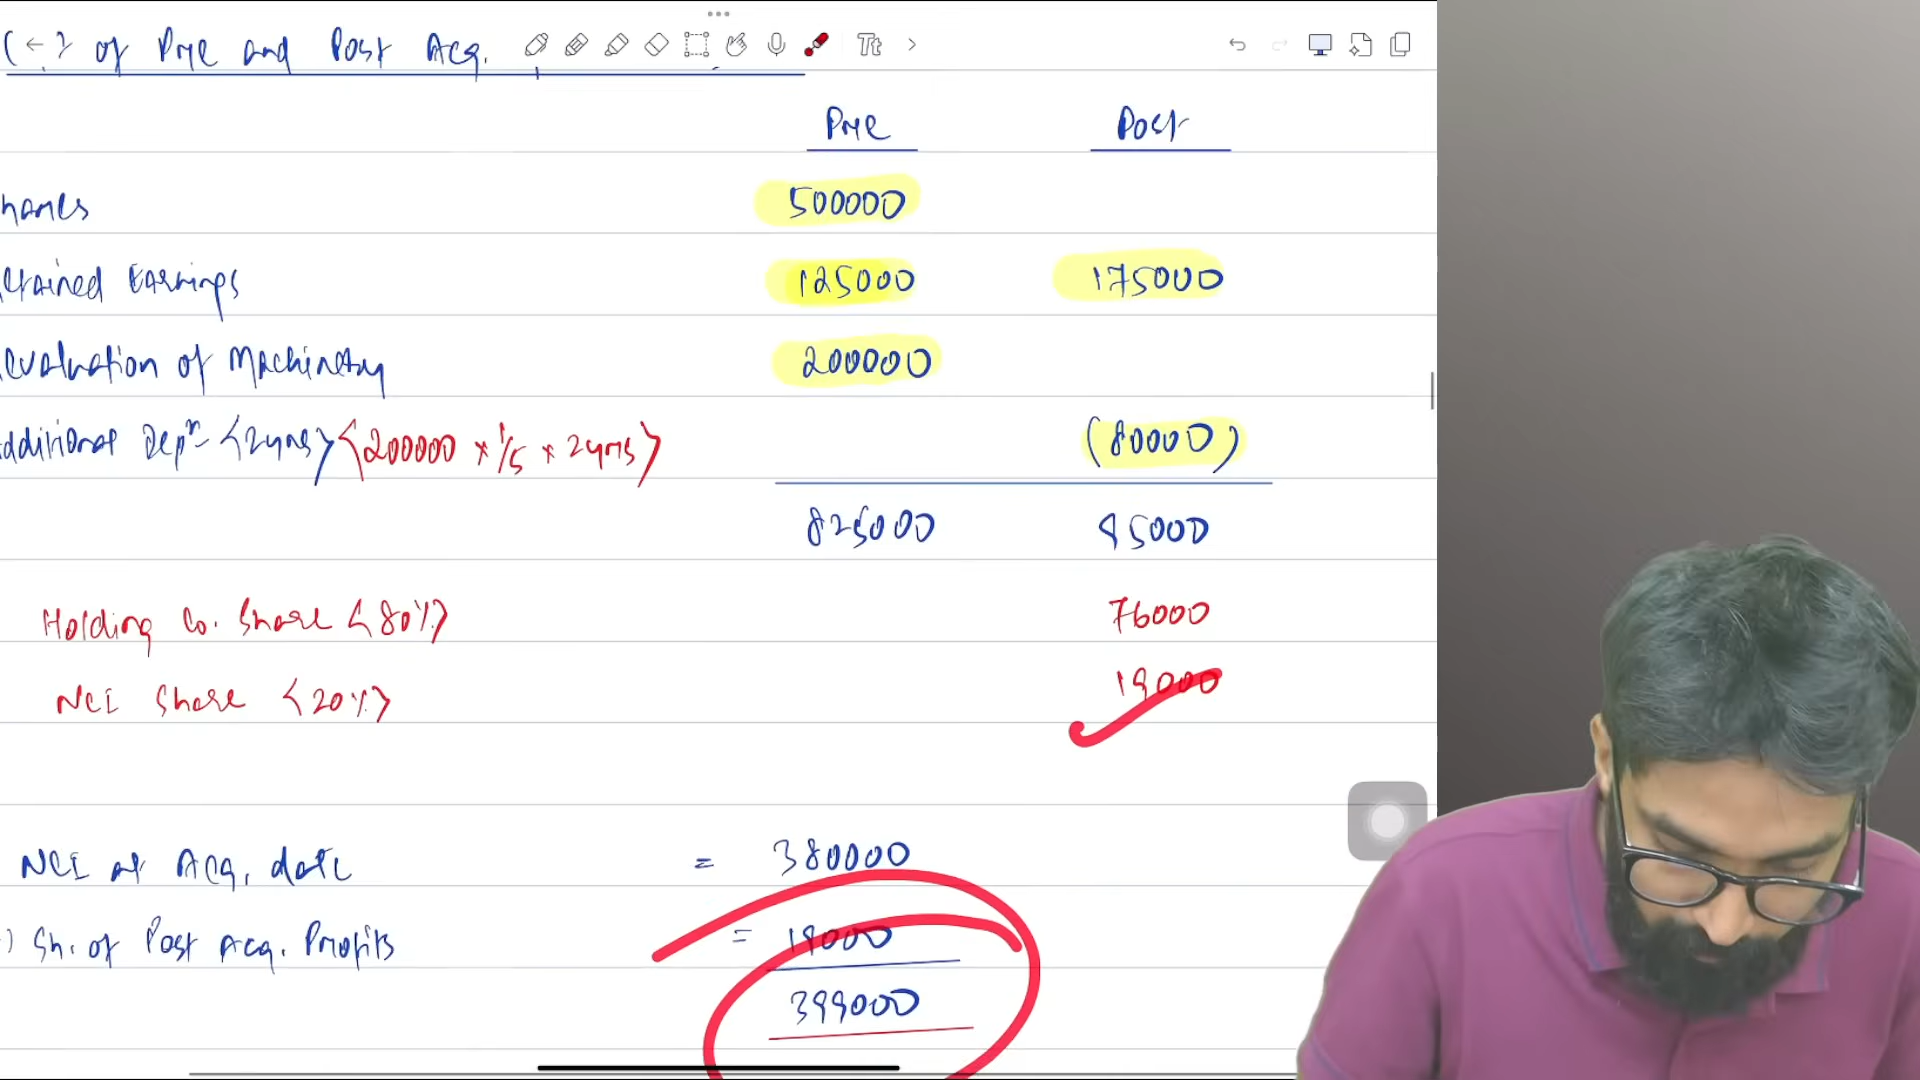 of Pre and Post Acq.
Tt
Pre Post
hares
500000
etained Earnings 125000 175000
evaluation of Machinery 200000
dditional Depn <2yrs> <200000 * 1/5 * 2yrs> (80000)
825000 95000
Holding Co. Share <80%> 76000
NCI Share <20%> 19000
NCI at Acq. date = 380000
) Sh. of Post Acq. Profits = 19000
399000